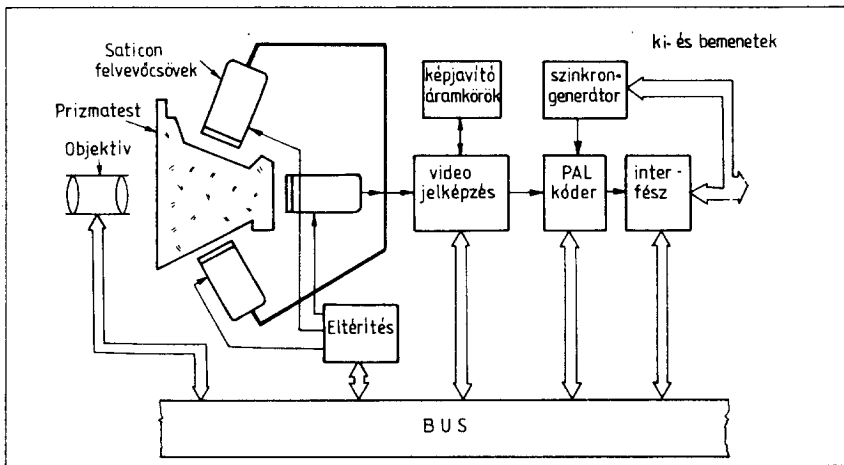 Saticon
felvevőcsövek
Prizmatest
Objektív
képjavító
áramkörök
szinkron-
generátor
ki- és bemenetek
video
jelképzés
PAL
kóder
inter-
fész
Eltérítés
BUS